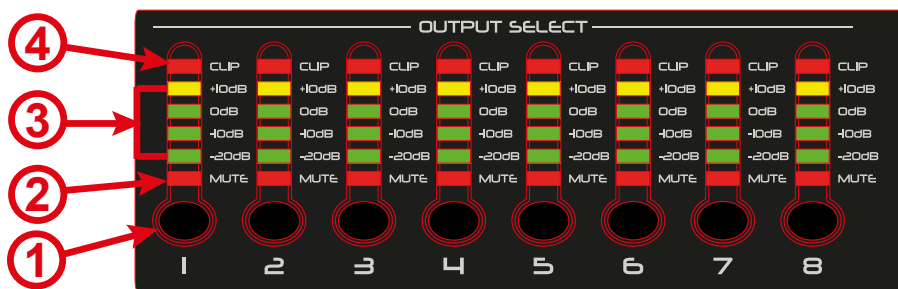 OUTPUT SELECT
4 CLIP CLIP CLIP CLIP CLIP CLIP CLIP CLIP
+10dB +10dB +10dB +10dB +10dB +10dB +10dB +10dB
3 0dB 0dB 0dB 0dB 0dB 0dB 0dB 0dB
-10dB -10dB -10dB -10dB -10dB -10dB -10dB -10dB
-20dB -20dB -20dB -20dB -20dB -20dB -20dB -20dB
2 MUTE MUTE MUTE MUTE MUTE MUTE MUTE MUTE
1
1 2 3 4 5 6 7 8